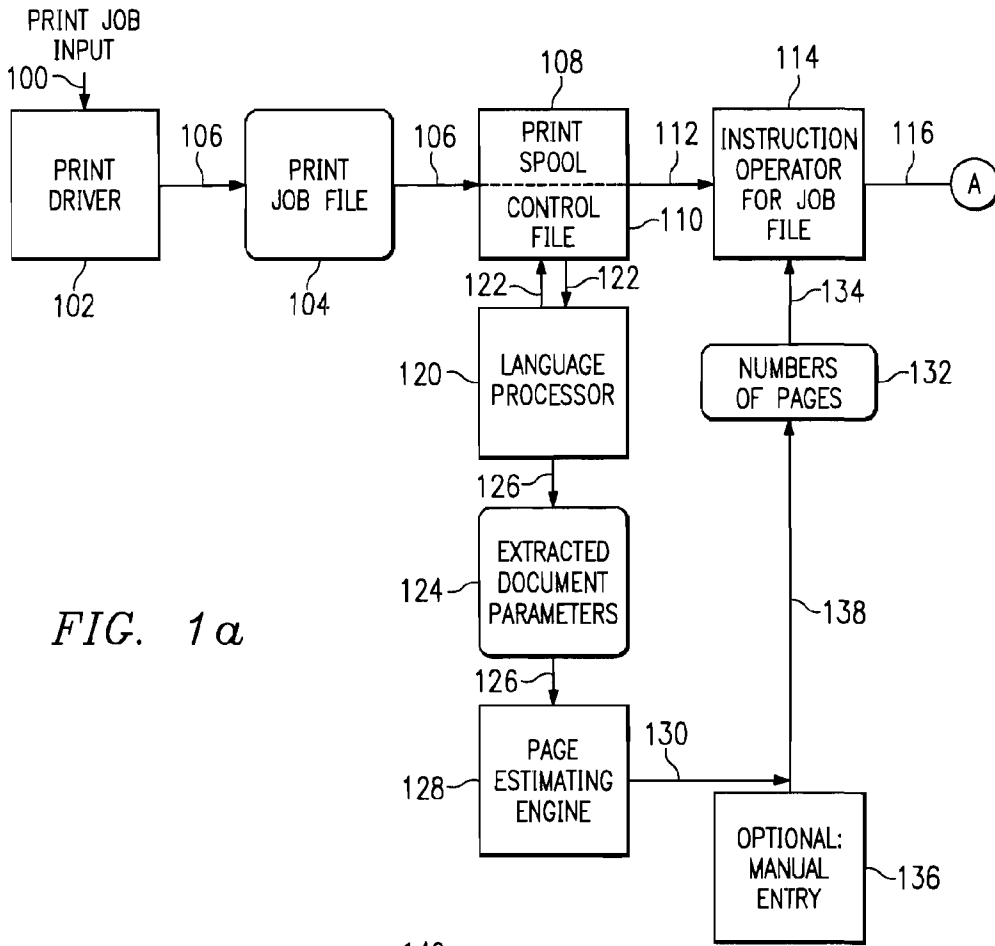 PRINT JOB
INPUT
100
PRINT
DRIVER
102
106
PRINT
JOB FILE
104
106
108
PRINT
SPOOL
CONTROL
FILE
110
112
114
INSTRUCTION
OPERATOR
FOR JOB
FILE
116
A
122
122
120
LANGUAGE
PROCESSOR
134
NUMBERS
OF PAGES
132
126
124
EXTRACTED
DOCUMENT
PARAMETERS
138
FIG. 1a
126
128
PAGE
ESTIMATING
ENGINE
130
OPTIONAL:
MANUAL
ENTRY
136